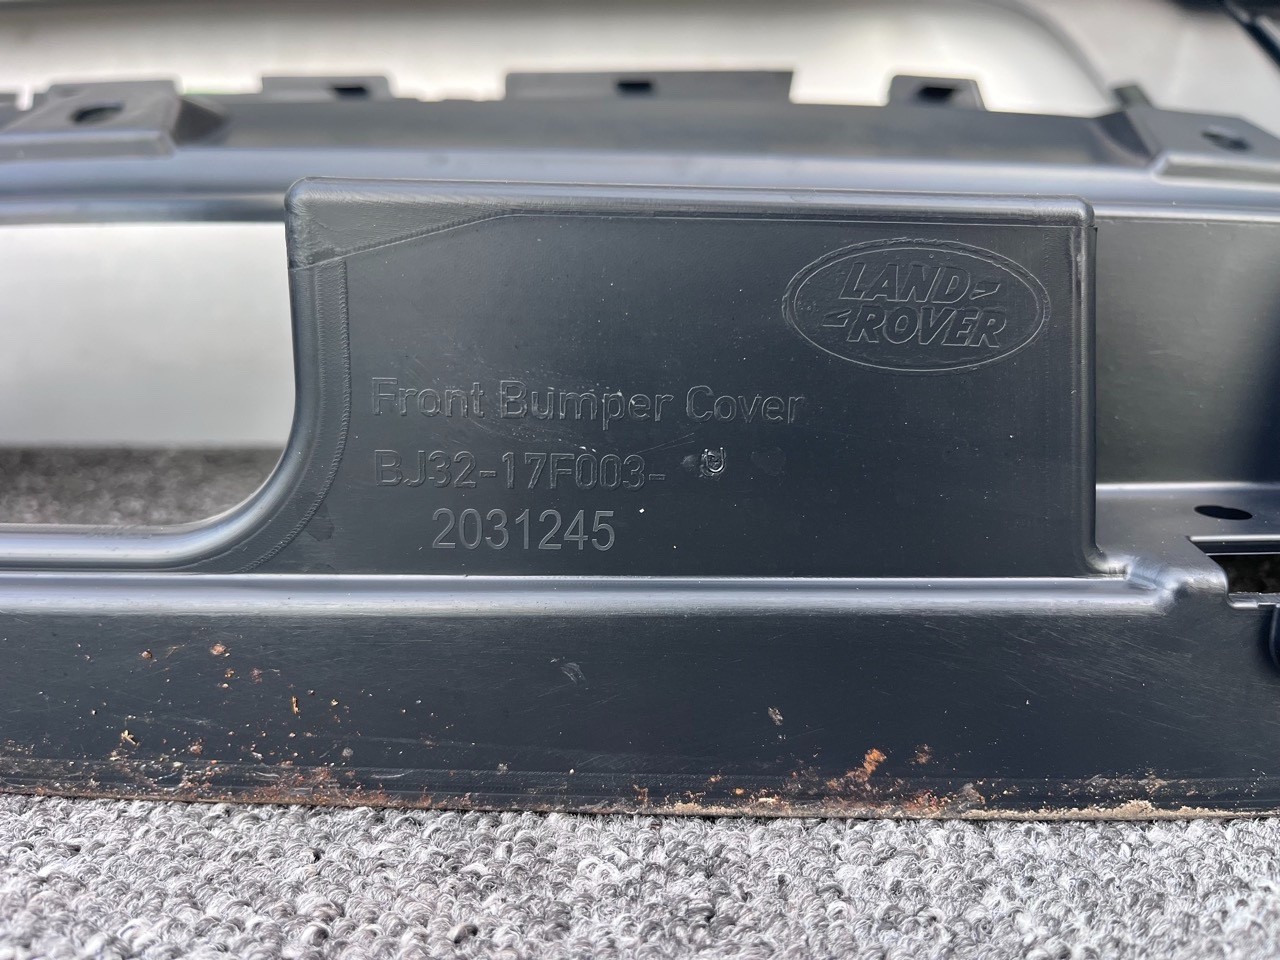 LAND
ROVER
Front Bumper Cover
BJ32-17F003-
2031245